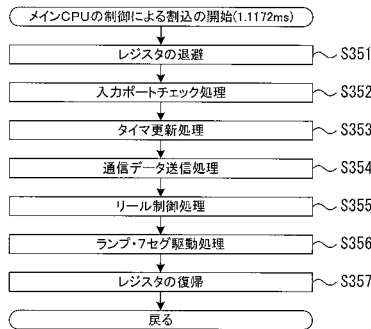 メインCPUの制御による割込の開始(1.1172ms)
レジスタの退避 S351
入力ポートチェック処理 S352
タイマ更新処理 S353
通信データ送信処理 S354
リール制御処理 S355
ランプ・7セグ駆動処理 S356
レジスタの復帰 S357
戻る